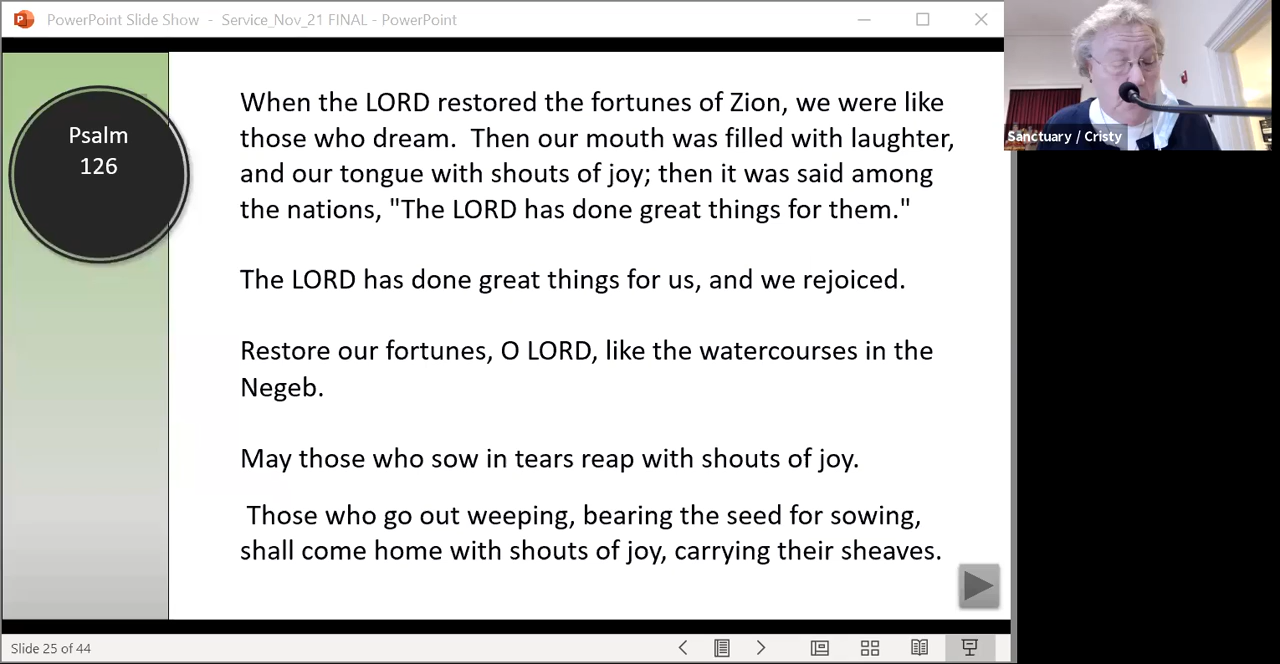 PowerPoint Slide Show - Service_Nov_21 FINAL - PowerPoint
Psalm
126
When the LORD restored the fortunes of Zion, we were like
those who dream.  Then our mouth was filled with laughter,
and our tongue with shouts of joy; then it was said among
the nations, "The LORD has done great things for them."
The LORD has done great things for us, and we rejoiced.
Restore our fortunes, O LORD, like the watercourses in the
Negeb.
May those who sow in tears reap with shouts of joy.
Those who go out weeping, bearing the seed for sowing,
shall come home with shouts of joy, carrying their sheaves.
Sanctuary / Cristy
Slide 25 of 44